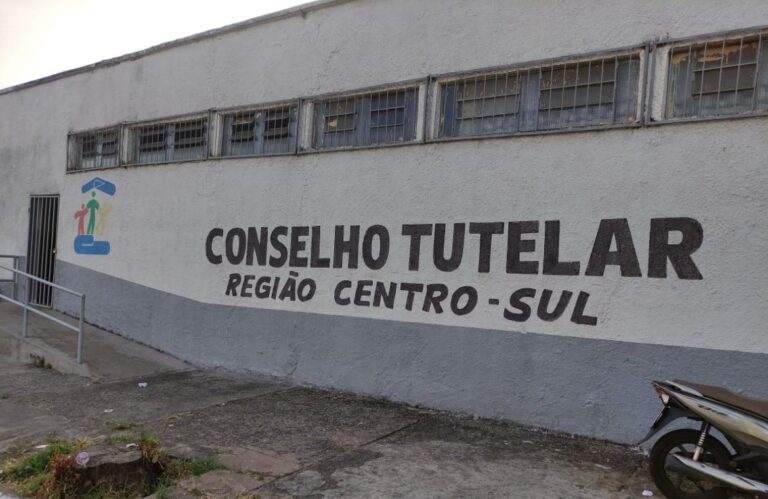 CONSELHO TUTELAR
REGIÃO CENTRO-SUL